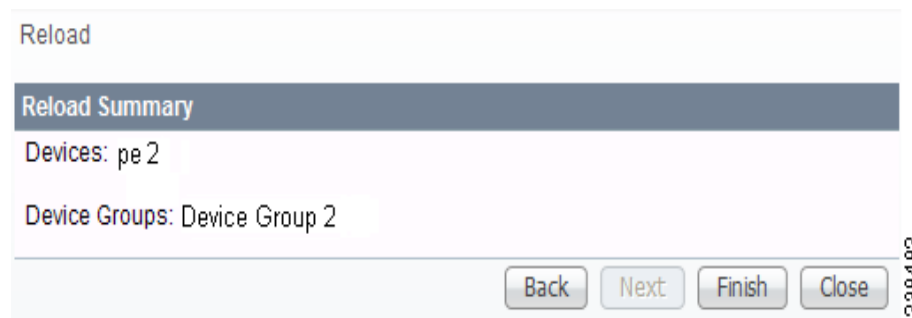 Reload
Reload Summary
Devices: pe 2
Device Groups: Device Group 2
Back Next Finish Close